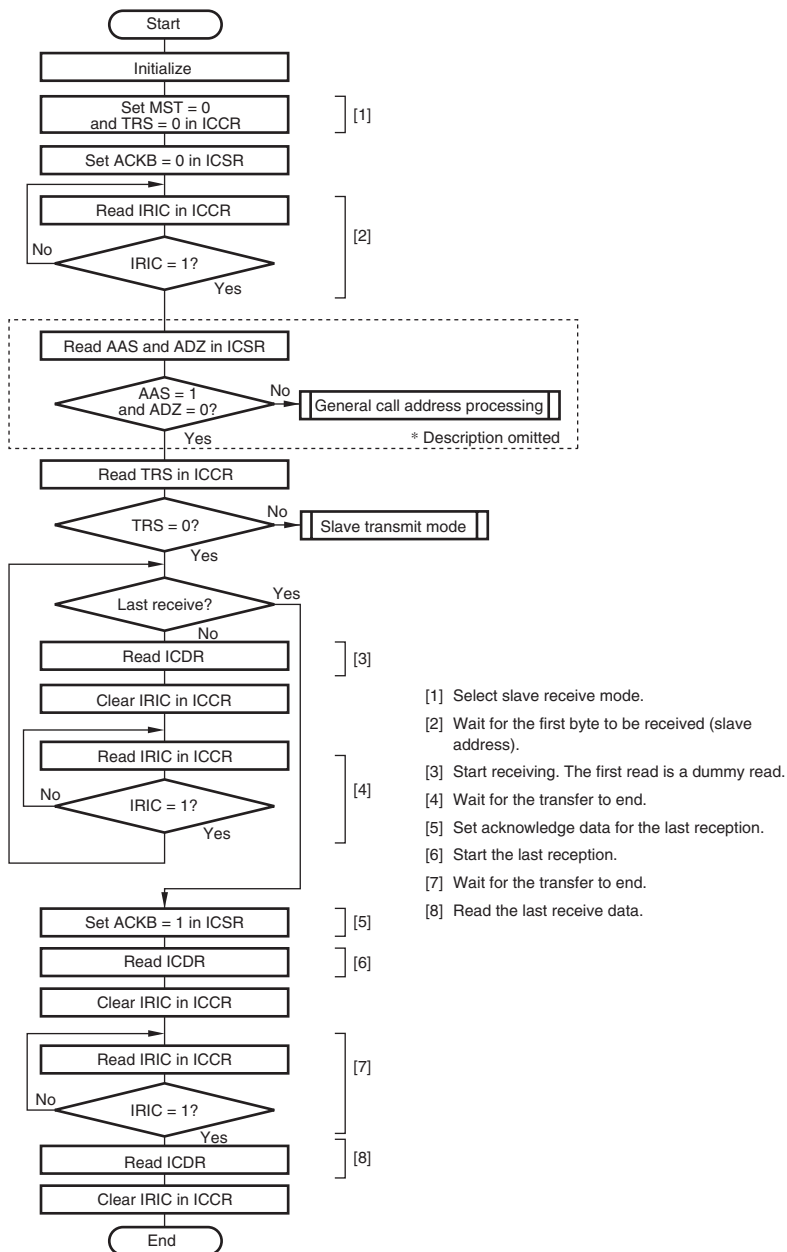 Start
Initialize
Set MST = 0
and TRS = 0 in ICCR
[1]
Set ACKB = 0 in ICSR
Read IRIC in ICCR
[2]
No
IRIC = 1?
Yes
Read AAS and ADZ in ICSR
AAS = 1
and ADZ = 0?
No
General call address processing
Yes
* Description omitted
Read TRS in ICCR
TRS = 0?
No
Slave transmit mode
Yes
Last receive?
Yes
No
Read ICDR
[3]
Clear IRIC in ICCR
Read IRIC in ICCR
[4]
No
IRIC = 1?
Yes
Set ACKB = 1 in ICSR
[5]
Read ICDR
[6]
Clear IRIC in ICCR
Read IRIC in ICCR
[7]
No
IRIC = 1?
Yes
Read ICDR
[8]
Clear IRIC in ICCR
End
[1] Select slave receive mode.
[2] Wait for the first byte to be received (slave
address).
[3] Start receiving. The first read is a dummy read.
[4] Wait for the transfer to end.
[5] Set acknowledge data for the last reception.
[6] Start the last reception.
[7] Wait for the transfer to end.
[8] Read the last receive data.